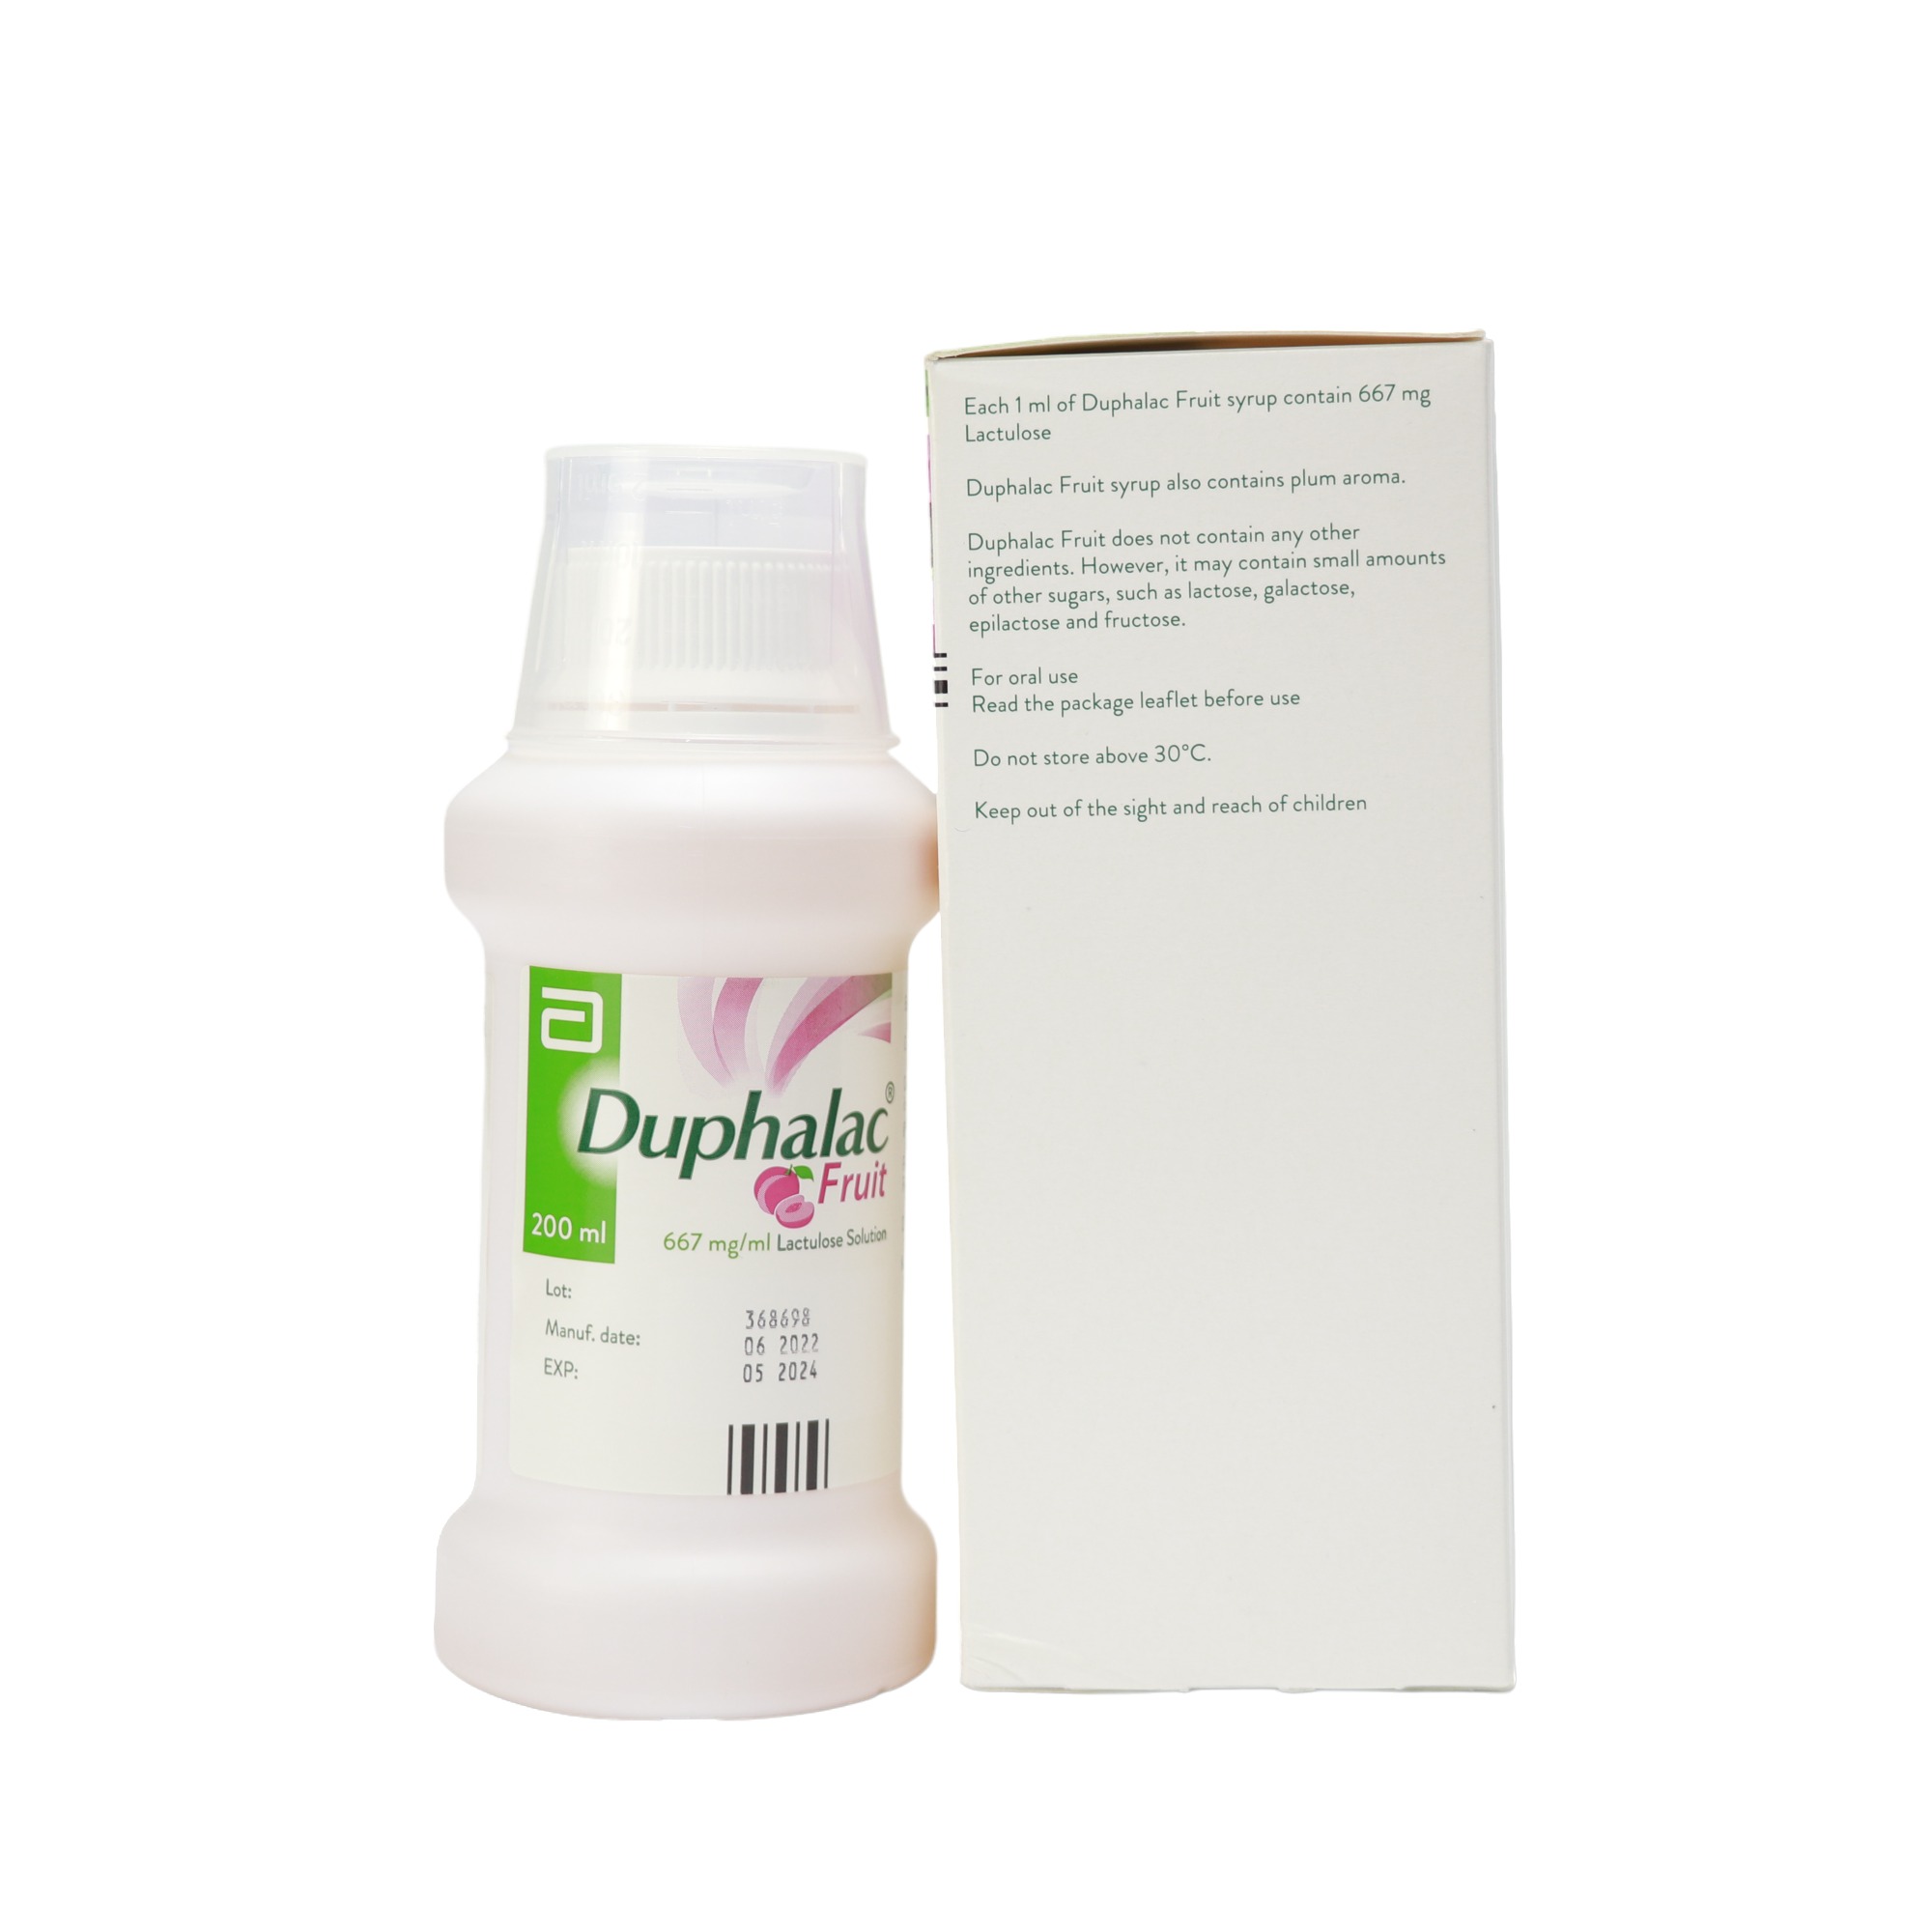 Each 1 ml of Duphalac Fruit syrup contain 667 mg
Lactulose
Duphalac Fruit syrup also contains plum aroma.
Duphalac Fruit does not contain any other
ingredients. However, it may contain small amounts
of other sugars, such as lactose, galactose,
epilactose and fructose.
For oral use
Read the package leaflet before use
Do not store above 30°C.
Keep out of the sight and reach of children
Duphalac®
Fruit
200 ml
667 mg/ml Lactulose Solution
Lot: 368698
Manuf. date: 06 2022
EXP: 05 2024